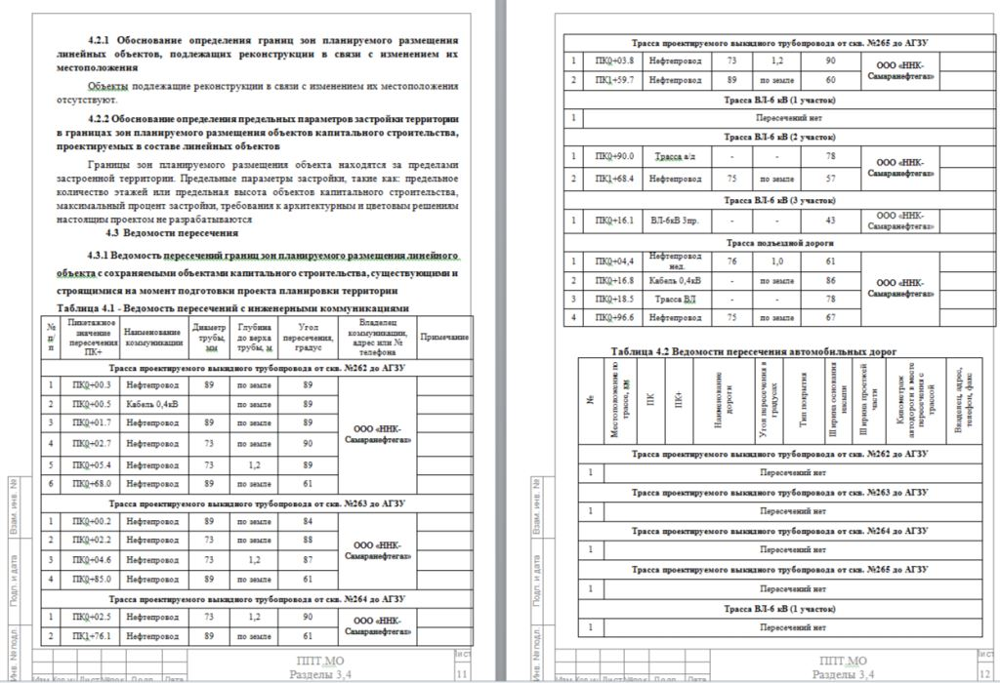 4.2.1 Обоснование определения границ зон планируемого размещения
линейных объектов, подлежащих реконструкции в связи с изменением их
местоположения
Объекты подлежащие реконструкции в связи с изменением их местоположения
отсутствуют.
4.2.2 Обоснование определения предельных параметров застройки территории
в границах зон планируемого размещения объектов капитального строительства,
проектируемых в составе линейных объектов
Границы зон планируемого размещения объекта находятся за пределами
застроенной территории. Предельные параметры застройки, такие как: предельное
количество этажей или предельная высота объектов капитального строительства,
максимальный процент застройки, требования к архитектурным и цветовым решениям
настоящим проектом не разрабатываются
4.3 Ведомости пересечения
4.3.1 Ведомость пересечений границ зон планируемого размещения линейного
объекта с сохраняемыми объектами капитального строительства, существующими и
строящимися на момент подготовки проекта планировки территории
Таблица 4.1 - Ведомость пересечений с инженерными коммуникациями
№ п/п Пикетажное значение пересечения ПК+ Наименование коммуникации Диаметр трубы, мм Глубина до верха трубы, м Угол пересечения, градус Владелец коммуникации, адрес или № телефона Примечание
Трасса проектируемого выкидного трубопровода от скв. №262 до АГЗУ
1 ПК0+00.3 Нефтепровод 89 по земле 89
2 ПК0+00.5 Кабель 0,4кВ по земле 89
3 ПК0+01.7 Нефтепровод 89 по земле 89
ООО «ННК-Самаранефтегаз»
4 ПК0+02.7 Нефтепровод 73 по земле 90
5 ПК0+05.4 Нефтепровод 73 1,2 89
6 ПК0+68.0 Нефтепровод 89 по земле 61
Трасса проектируемого выкидного трубопровода от скв. №263 до АГЗУ
1 ПК0+00.2 Нефтепровод 89 по земле 84
2 ПК0+02.2 Нефтепровод 73 по земле 88
ООО «ННК-Самаранефтегаз»
3 ПК0+04.6 Нефтепровод 73 1,2 87
4 ПК0+85.0 Нефтепровод 89 по земле 61
Трасса проектируемого выкидного трубопровода от скв. №264 до АГЗУ
1 ПК0+02.5 Нефтепровод 73 1,2 90 ООО «ННК-Самаранефтегаз»
2 ПК1+76.1 Нефтепровод 89 по земле 61
Взам. инв. №
Подп. и дата
Инв. № подл.
ППТ.МО
Разделы 3,4
Лист
11
Изм Кол.уч Лист №док Подп Дата
Трасса проектируемого выкидного трубопровода от скв. №265 до АГЗУ
1 ПК0+03.8 Нефтепровод 73 1,2 90 ООО «ННК-Самаранефтегаз»
2 ПК1+59.7 Нефтепровод 89 по земле 60
Трасса ВЛ-6 кВ (1 участок)
1 Пересечений нет
Трасса ВЛ-6 кВ (2 участок)
1 ПК0+90.0 Трасса а/д - - 78 ООО «ННК-Самаранефтегаз»
2 ПК1+68.4 Нефтепровод 75 по земле 57
Трасса ВЛ-6 кВ (3 участок)
1 ПК0+16.1 ВЛ-6кВ 3пр. - - 43 ООО «ННК-Самаранефтегаз»
Трасса подъездной дороги
1 ПК0+04,4 Нефтепровод нед. 76 1,0 61
2 ПК0+16.8 Кабель 0,4кВ - по земле 86
ООО «ННК-Самаранефтегаз»
3 ПК0+18.5 Трасса ВЛ - - 78
4 ПК0+96.6 Нефтепровод 75 по земле 67
Таблица 4.2 Ведомости пересечения автомобильных дорог
№ Местоположение по трассе, км ПК ПК+ Наименование дороги Угол пересечения в градусах Тип покрытия Ширина основания насыпи Ширина проезжей части Километраж автодороги в месте пересечения с трассой Владелец, адрес, телефон, факс
Трасса проектируемого выкидного трубопровода от скв. №262 до АГЗУ
1 Пересечений нет
Трасса проектируемого выкидного трубопровода от скв. №263 до АГЗУ
1 Пересечений нет
Трасса проектируемого выкидного трубопровода от скв. №264 до АГЗУ
1 Пересечений нет
Трасса проектируемого выкидного трубопровода от скв. №265 до АГЗУ
1 Пересечений нет
Трасса ВЛ-6 кВ (1 участок)
1 Пересечений нет
Взам. инв. №
Подп. и дата
Инв. № подл.
ППТ.МО
Разделы 3,4
Лист
12
Изм Кол.уч Лист №док Подп Дата